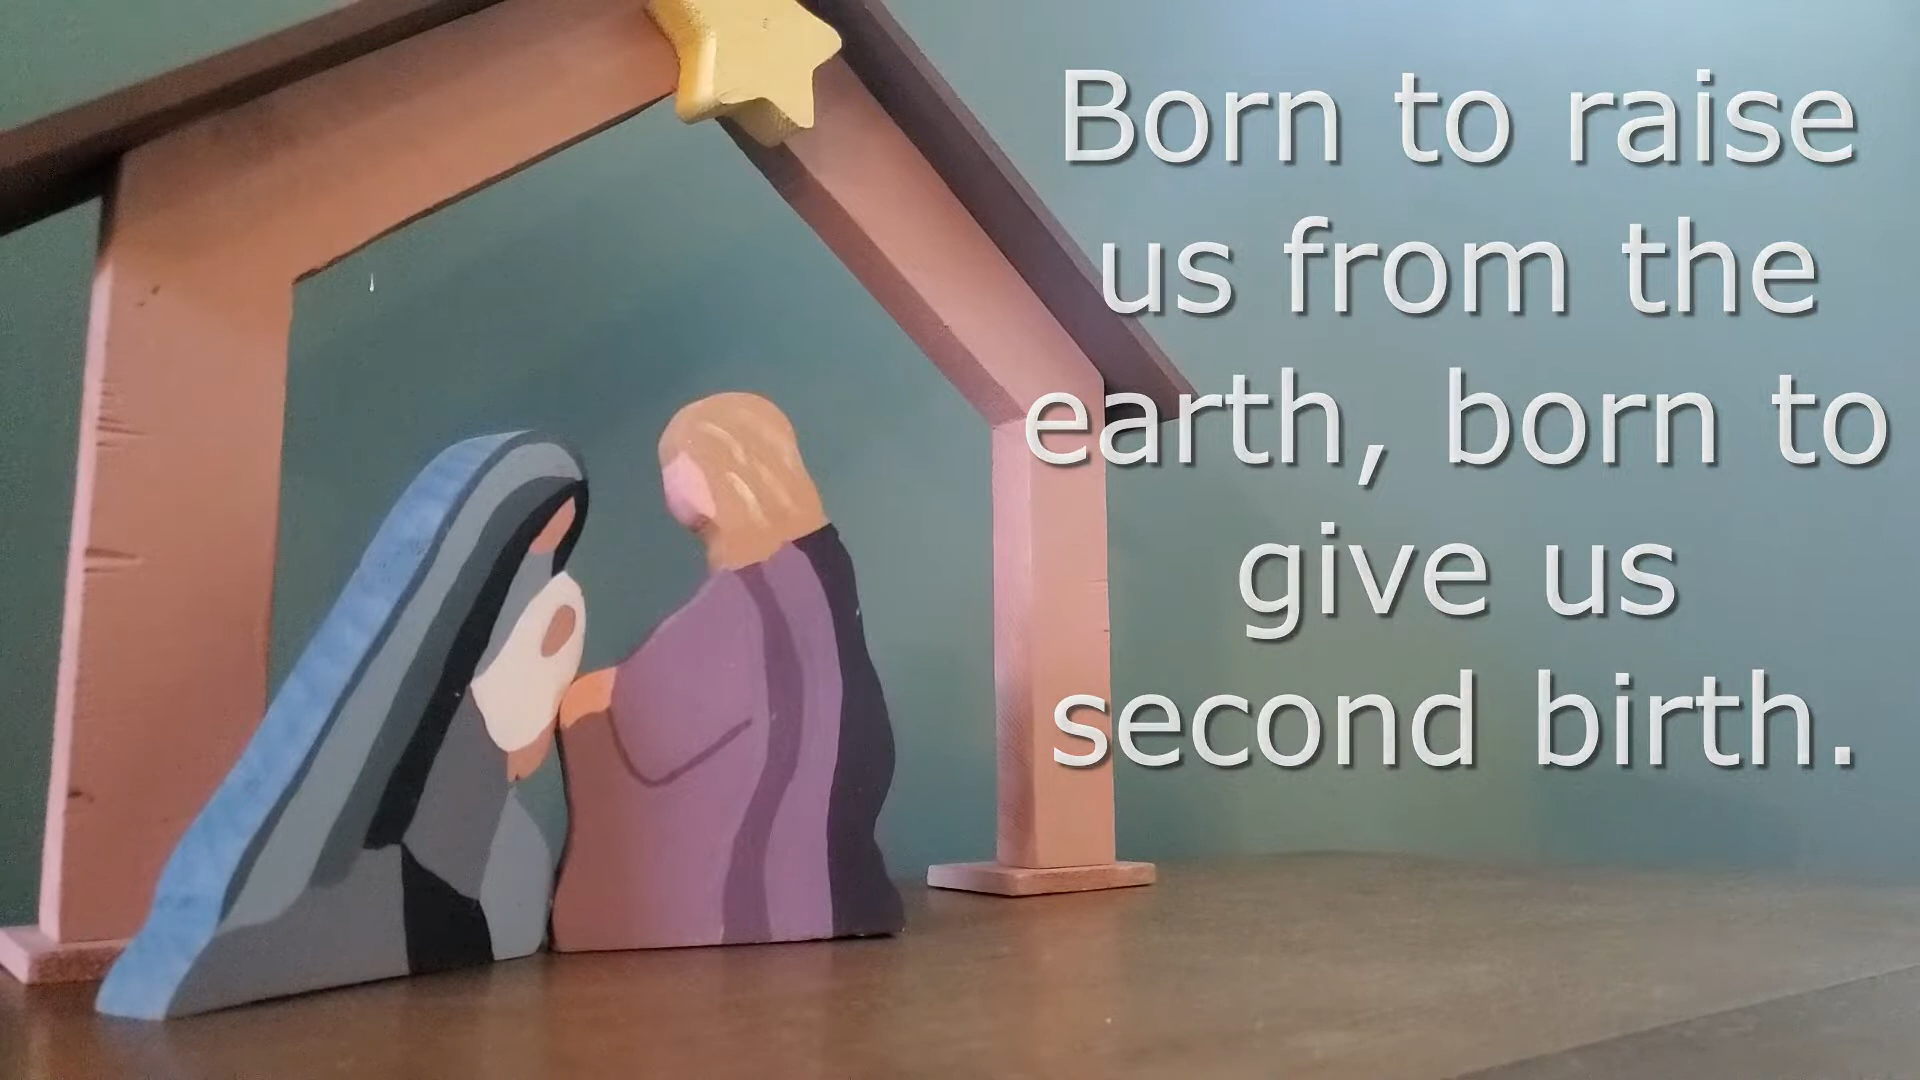 Born to raise
us from the
earth, born to
give us
second birth.